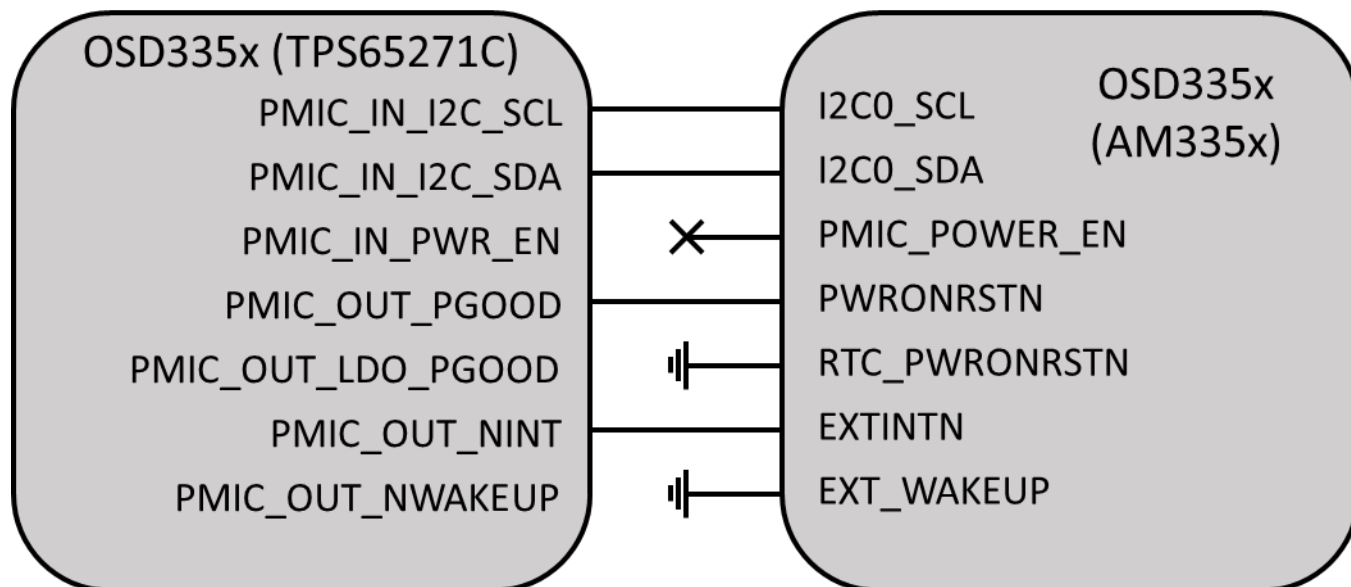 OSD335x (TPS65271C)
PMIC_IN_I2C_SCL
PMIC_IN_I2C_SDA
PMIC_IN_PWR_EN
PMIC_OUT_PGOOD
PMIC_OUT_LDO_PGOOD
PMIC_OUT_NINT
PMIC_OUT_NWAKEUP
OSD335x
(AM335x)
I2C0_SCL
I2C0_SDA
PMIC_POWER_EN
PWRONRSTN
RTC_PWRONRSTN
EXTINTN
EXT_WAKEUP